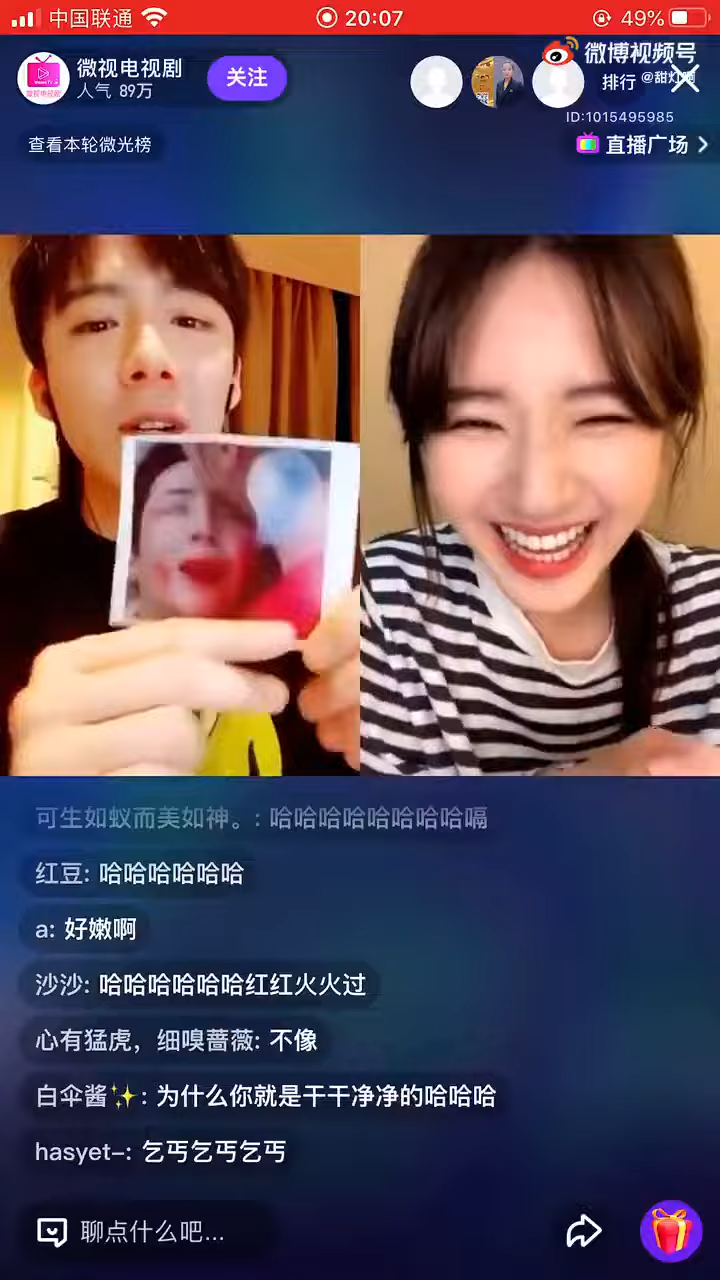 中国联通
20:07
49%
微视电视剧
人气 89万
关注
微博视频号
排行
ID:1015495985
查看本轮微光榜
直播广场
可生如蚁而美如神。: 哈哈哈哈哈哈哈哈嗝
红豆: 哈哈哈哈哈哈
a: 好嫩啊
沙沙: 哈哈哈哈哈哈红红火火过
心有猛虎，细嗅蔷薇: 不像
白伞酱✨: 为什么你就是干干净净的哈哈哈
hasyet–: 乞丐乞丐乞丐
聊点什么吧...